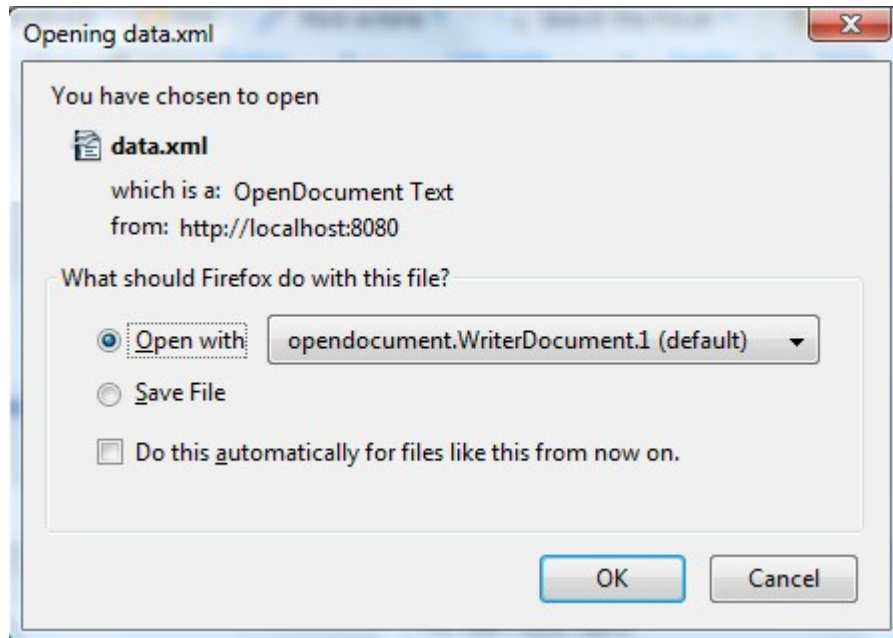 Opening data.xml
You have chosen to open
data.xml
which is a: OpenDocument Text
from: http://localhost:8080
What should Firefox do with this file?
Open with opendocument.WriterDocument.1 (default)
Save File
Do this automatically for files like this from now on.
OK Cancel